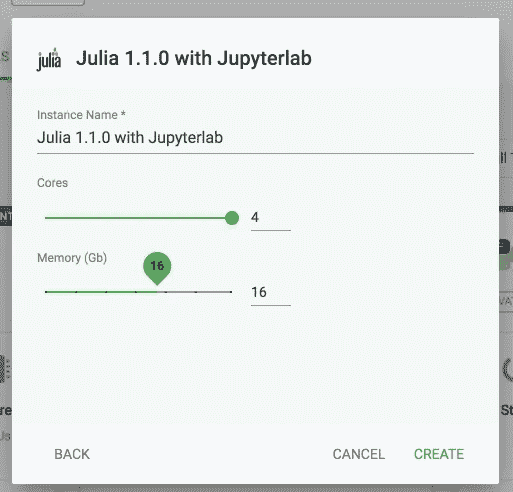 julia Julia 1.1.0 with Jupyterlab
Instance Name *
Julia 1.1.0 with Jupyterlab
Cores
4
Memory (Gb)
16
16
BACK CANCEL CREATE